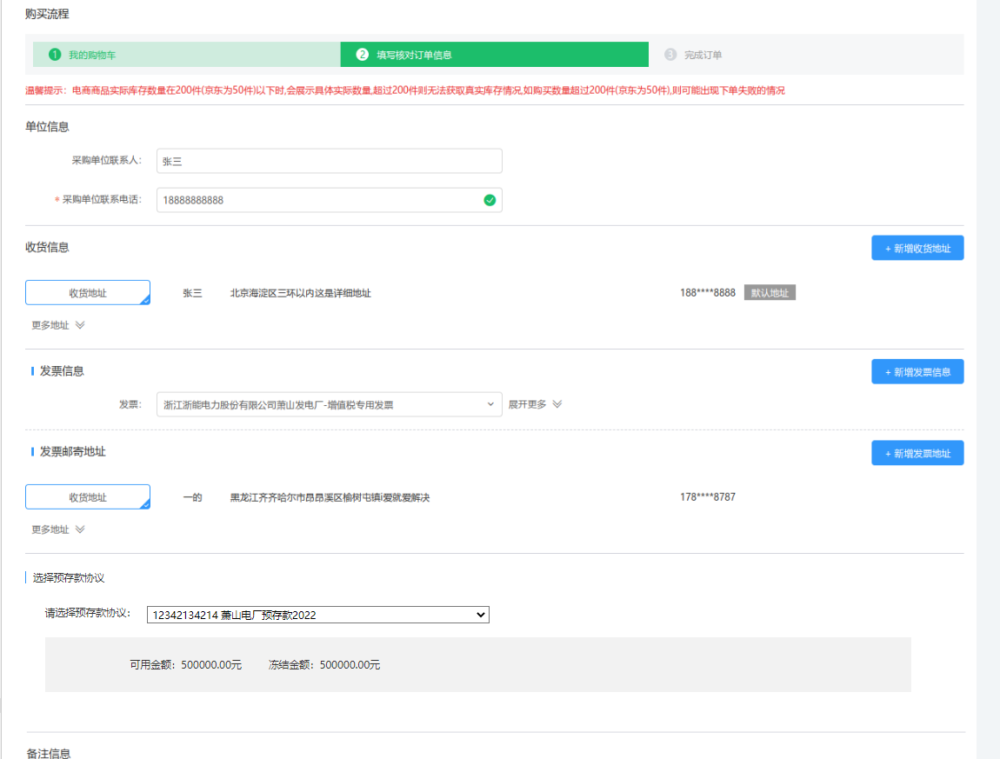 购买流程
1 我的购物车 2 填写核对订单信息 3 完成订单
温馨提示：电商商品实际库存数量在200件(京东为50件)以下时,会展示具体实际数量,超过200件则无法获取真实库存情况,如购买数量超过200件(京东为50件),则可能出现下单失败的情况
单位信息
采购单位联系人： 张三
* 采购单位联系电话： 18888888888
收货信息 + 新增收货地址
收货地址 张三 北京海淀区三环以内这是详细地址 188****8888 默认地址
更多地址
发票信息 + 新增发票信息
发票： 浙江浙能电力股份有限公司萧山发电厂-增值税专用发票 展开更多
发票邮寄地址 + 新增发票地址
收货地址 一的 黑龙江齐齐哈尔市昂昂溪区榆树屯镇i爱就爱解决 178****8787
更多地址
选择预存款协议
请选择预存款协议： 12342134214 萧山电厂预存款2022
可用金额：500000.00元 冻结金额：500000.00元
备注信息